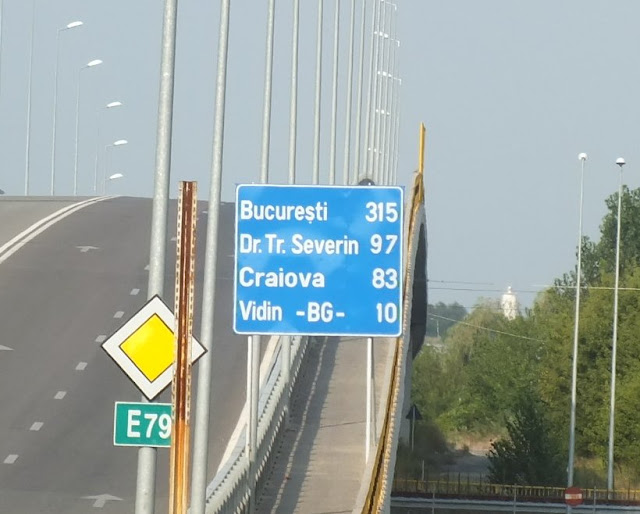 București 315
Dr. Tr. Severin 97
Craiova 83
Vidin -BG- 10
E79